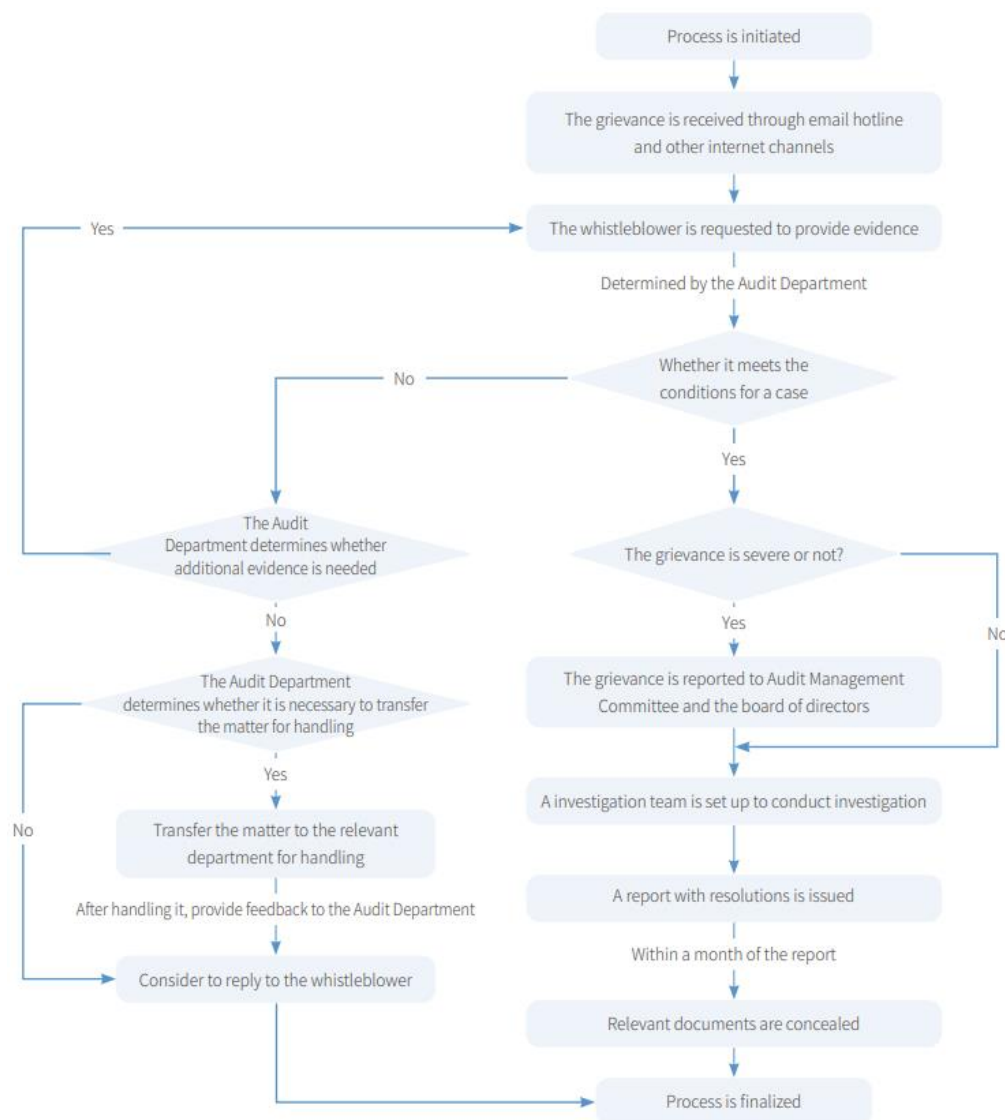 Process is initiated
The grievance is received through email hotline
and other internet channels
Yes
The whistleblower is requested to provide evidence
Determined by the Audit Department
Whether it meets the
conditions for a case
No
Yes
The Audit
Department determines whether
additional evidence is needed
The grievance is severe or not?
No
Yes
No
The Audit Department
determines whether it is necessary to transfer
the matter for handling
The grievance is reported to Audit Management
Committee and the board of directors
Yes
A investigation team is set up to conduct investigation
No
Transfer the matter to the relevant
department for handling
A report with resolutions is issued
After handling it, provide feedback to the Audit Department
Within a month of the report
Consider to reply to the whistleblower
Relevant documents are concealed
Process is finalized